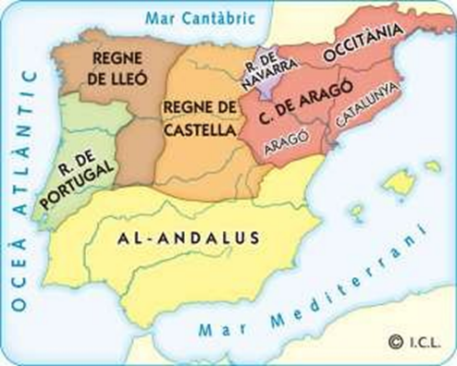 Mar Cantàbric
OCEÀ ATLÀNTIC
REGNE
DE LLEÓ
REGNE DE
CASTELLA
R. DE
NAVARRA
OCCITÀNIA
C. DE ARAGÓ
ARAGÓ
CATALUNYA
R. DE
PORTUGAL
AL-ANDALUS
Mar Mediterrani
© I.C.L.